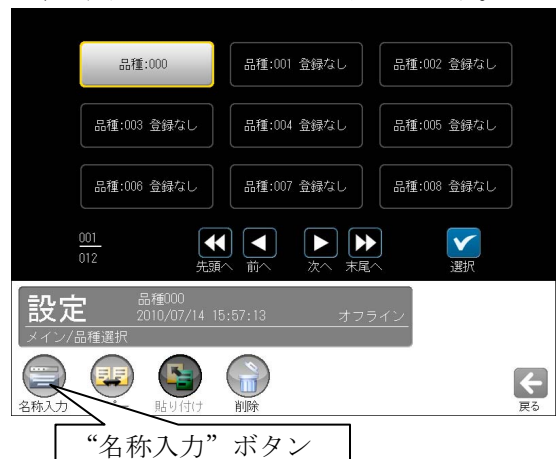 品種:000
品種:001 登録なし
品種:002 登録なし
品種:003 登録なし
品種:004 登録なし
品種:005 登録なし
品種:006 登録なし
品種:007 登録なし
品種:008 登録なし
001
012
先頭へ 前へ 次へ 末尾へ 選択
設定
品種000
2010/07/14 15:57:13 オフライン
メイン/品種選択
名称入力 貼り付け 削除 戻る
“名称入力”ボタン